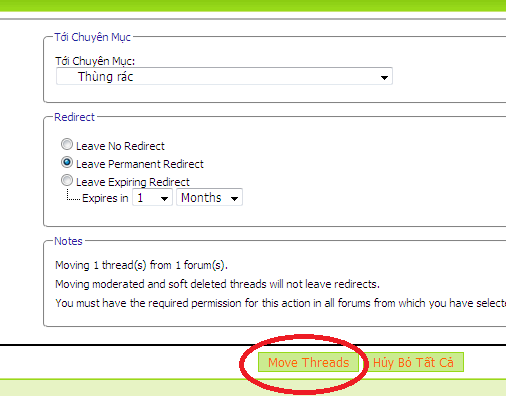 Tới Chuyên Mục
Tới Chuyên Mục:
Thùng rác
Redirect
Leave No Redirect
Leave Permanent Redirect
Leave Expiring Redirect
Expires in 1 Months
Notes
Moving 1 thread(s) from 1 forum(s).
Moving moderated and soft deleted threads will not leave redirects.
You must have the required permission for this action in all forums from which you have selecte
Move Threads Hủy Bỏ Tất Cả